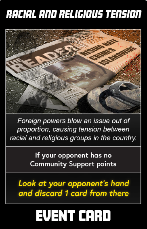 RACIAL AND RELIGIOUS TENSION
Foreign powers blow an issue out of
proportion, causing tension between
racial and religious groups in the country.
If your opponent has no
Community Support points
Look at your opponent's hand
and discard 1 card from there
EVENT CARD